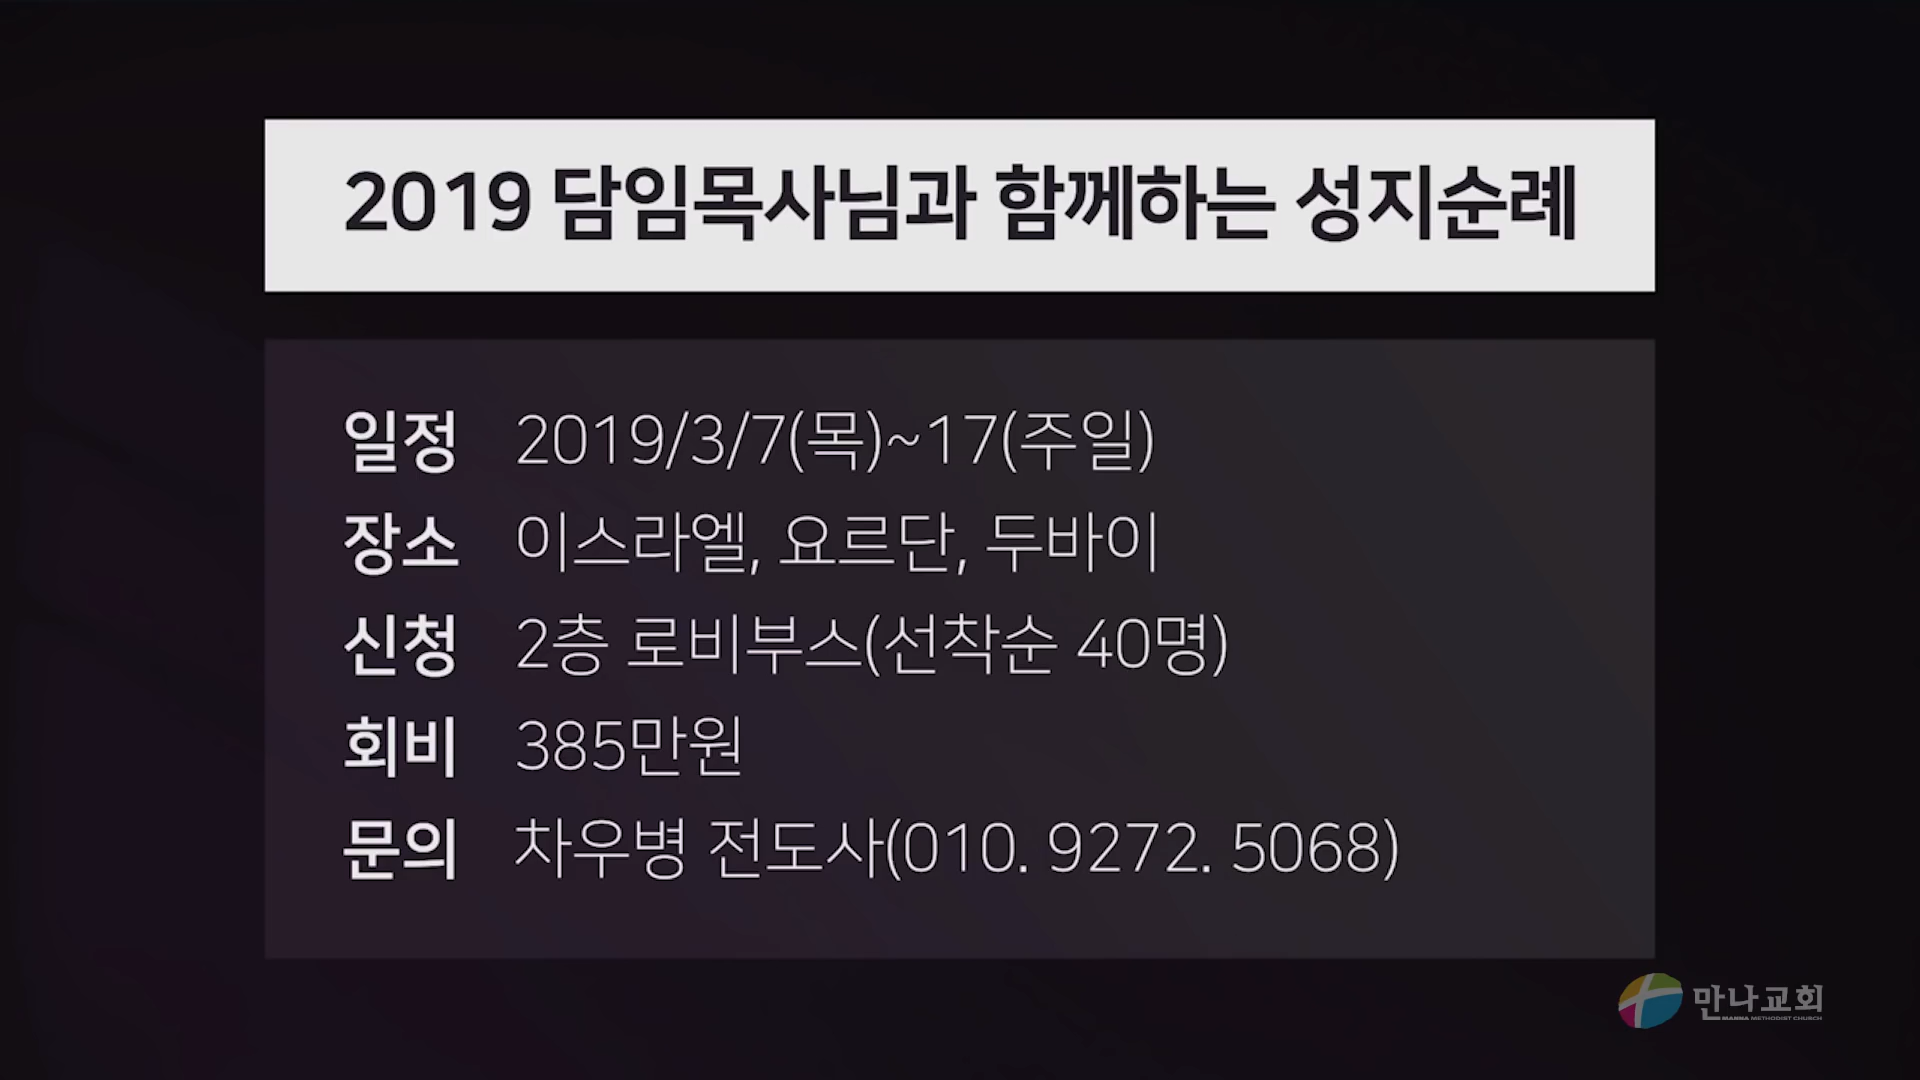 2019 담임목사님과 함께하는 성지순례
일정 2019/3/7(목)~17(주일)
장소 이스라엘, 요르단, 두바이
신청 2층 로비부스(선착순 40명)
회비 385만원
문의 차우병 전도사(010. 9272. 5068)
만나교회
MANNA METHODIST CHURCH